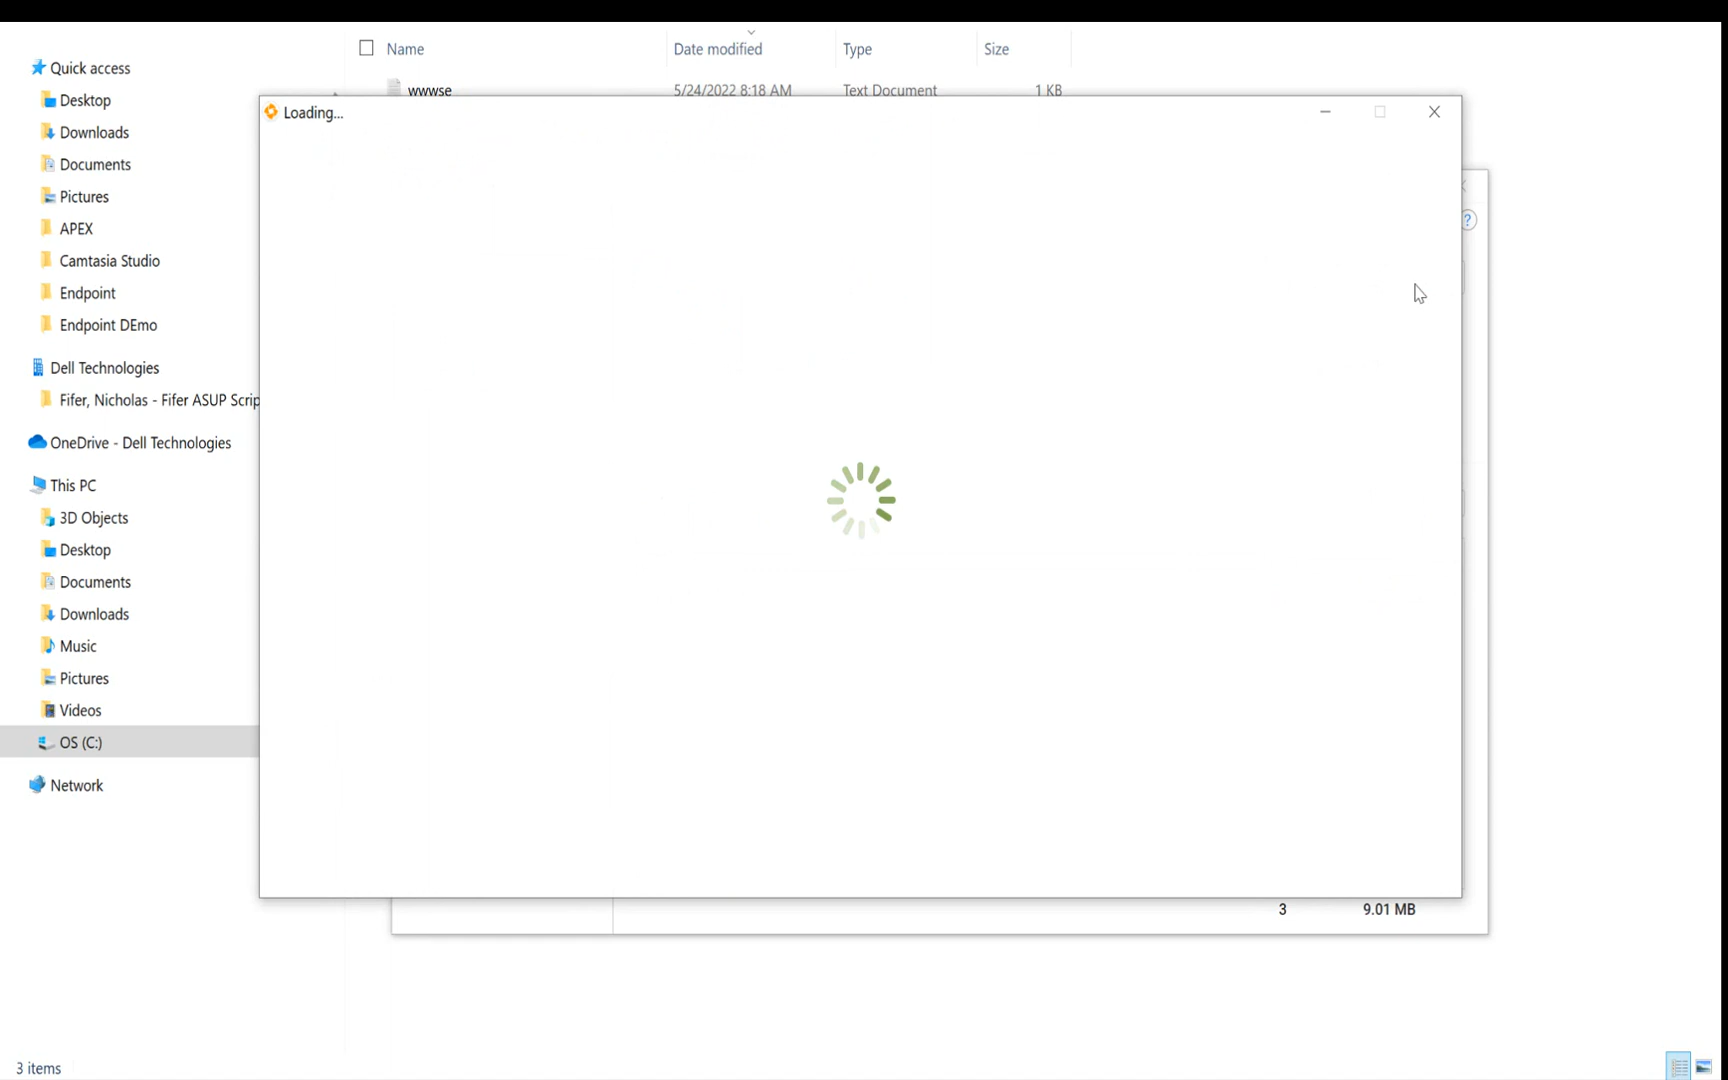 Name Date modified Type Size
Quick access
wwwse 5/24/2022 8:18 AM Text Document 1 KB
Desktop
Loading...
Downloads
Documents
Pictures
APEX
?
Camtasia Studio
Endpoint
Endpoint DEmo
Dell Technologies
Fifer, Nicholas - Fifer ASUP Scrip
OneDrive - Dell Technologies
This PC
3D Objects
Desktop
Documents
Downloads
Music
Pictures
Videos
OS (C:)
Network
3 9.01 MB
3 items